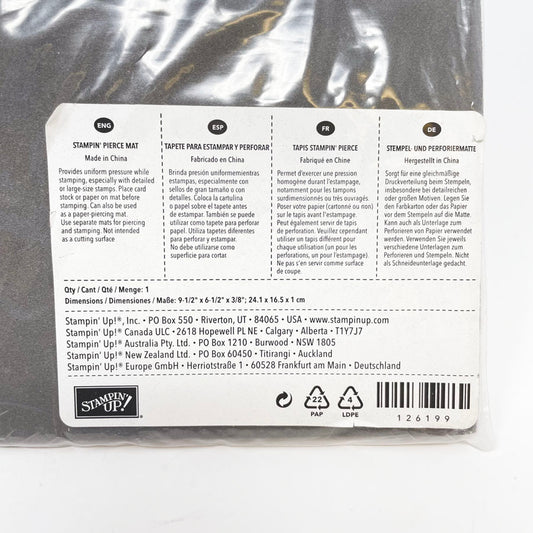 ENG
STAMPIN' PIERCE MAT
Made in China
Provides uniform pressure while
stamping, especially with detailed
or large-size stamps. Place card
stock or paper on mat before
stamping. Can also be used
as a paper-piercing mat.
Use separate mats for piercing
and stamping. Not intended
as a cutting surface
ESP
TAPETE PARA ESTAMPAR Y PERFORAR
Fabricado en China
Brinda presión uniformemientras
estampas, especialmente con
sellos de gran tamaño o con
detalles. Coloca la cartulina
o papel sobre el tapete antes
de estampar. También se puede
utilizar como tapete para perforar
papel. Utiliza tapetes diferentes
para perforar y estampar.
No debe utilizarse como
superficie para cortar
FR
TAPIS STAMPIN' PIERCE
Fabriqué en Chine
Permet d'exercer une pression
homogène durant l'estampage,
notamment pour les motifs
surdimensionnés ou très ouvragés.
Poser votre papier (cartonné ou non)
sur le tapis avant l'estampage.
Peut également servir de tapis
de perforation. Veuillez cependant
utiliser un tapis différent pour
chaque utilisation (un pour les
perforations, un pour l'estampage).
Ne pas s'en servir comme surface
de coupe.
DE
STEMPEL- UND PERFORIERMATTE
Hergestellt in China
Sorgt für eine gleichmäßige
Druckverteilung beim Stempeln,
insbesondere bei detailreichen
oder großen Motiven. Legen Sie
den Farbkarton oder das Papier
vor dem Stempeln auf die Matte.
Kann auch als Unterlage zum
Perforieren von Papier verwendet
werden. Verwenden Sie jeweils
verschiedene Unterlagen zum
Perforieren und Stempeln. Nicht
als Schneideunterlage gedacht.
Qty / Cant / Qté / Menge: 1
Dimensions / Dimensiones / Maße: 9-1/2" x 6-1/2" x 3/8"; 24.1 x 16.5 x 1 cm
Stampin' Up!®, Inc. • PO Box 550 • Riverton, UT • 84065 • USA • www.stampinup.com
Stampin' Up!® Canada ULC • 2618 Hopewell PL NE • Calgary • Alberta • T1Y7J7
Stampin' Up!® Australia Pty. Ltd. • PO Box 1210 • Burwood • NSW 1805
Stampin' Up!® New Zealand Ltd. • PO Box 60450 • Titirangi • Auckland
Stampin' Up!® Europe GmbH • Herriotstraße 1 • 60528 Frankfurt am Main • Deutschland
STAMPIN' UP!
22
PAP
4
LDPE
126199